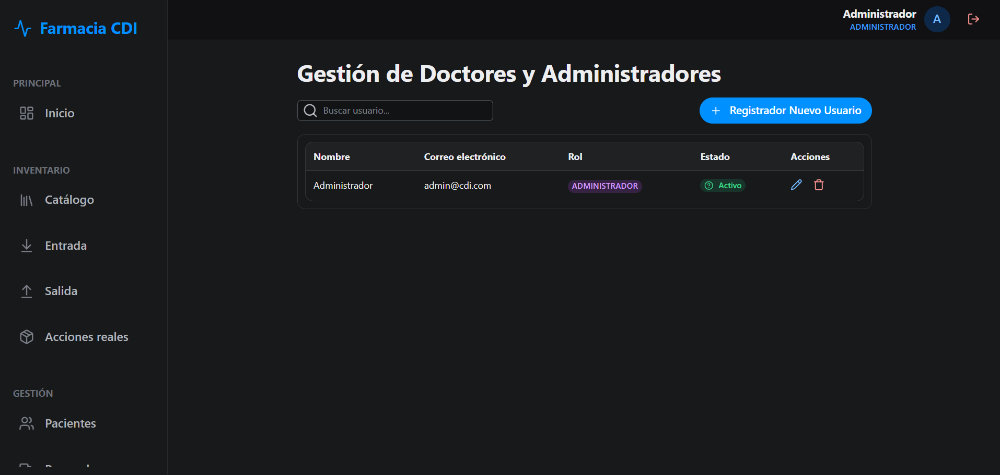 Farmacia CDI
PRINCIPAL
Inicio
INVENTARIO
Catálogo
Entrada
Salida
Acciones reales
GESTIÓN
Pacientes
Administrador
ADMINISTRADOR
A
Gestión de Doctores y Administradores
Buscar usuario...
+ Registrador Nuevo Usuario
Nombre Correo electrónico Rol Estado Acciones
Administrador admin@cdi.com ADMINISTRADOR Activo